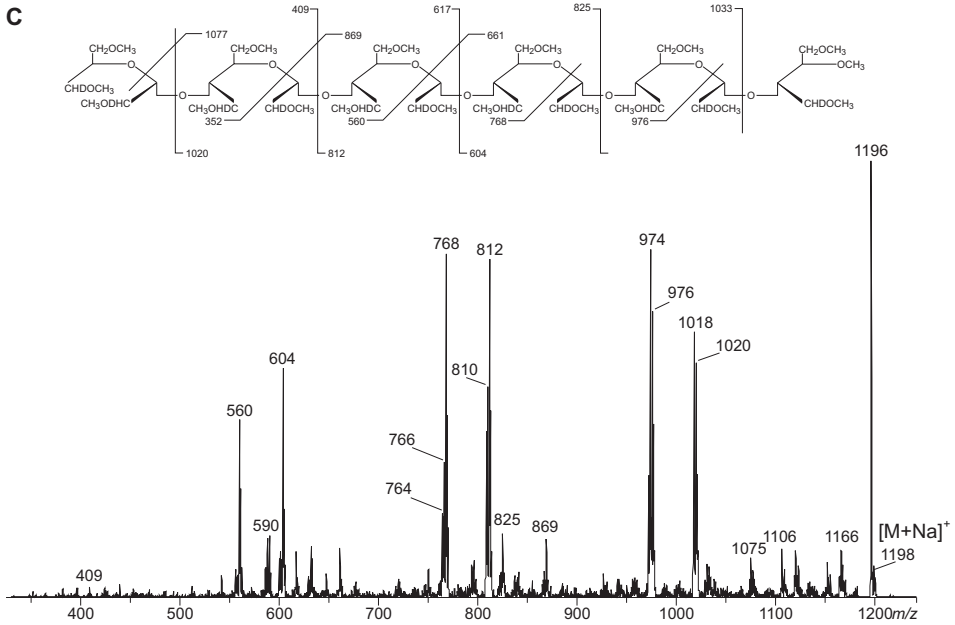 C
409 617 825 1033
1077 869 661
CH₂OCH₃ CH₂OCH₃ CH₂OCH₃ CH₂OCH₃ CH₂OCH₃ CH₂OCH₃
O O O O O OCH₃
CHDOCH₃ O O O O O
CH₃ODHC CH₃OHDC CHDOCH₃ CH₃OHDC CHDOCH₃ CH₃OHDC CHDOCH₃ CH₃OHDC CHDOCH₃ CHDOCH₃
352 560 768 976
1020 812 604
1196
768 812 974
976
1018
1020
604
810
560
766
764
590 825 869
1075 1106 1166 [M+Na]⁺
1198
409
400 500 600 700 800 900 1000 1100 1200 m/z